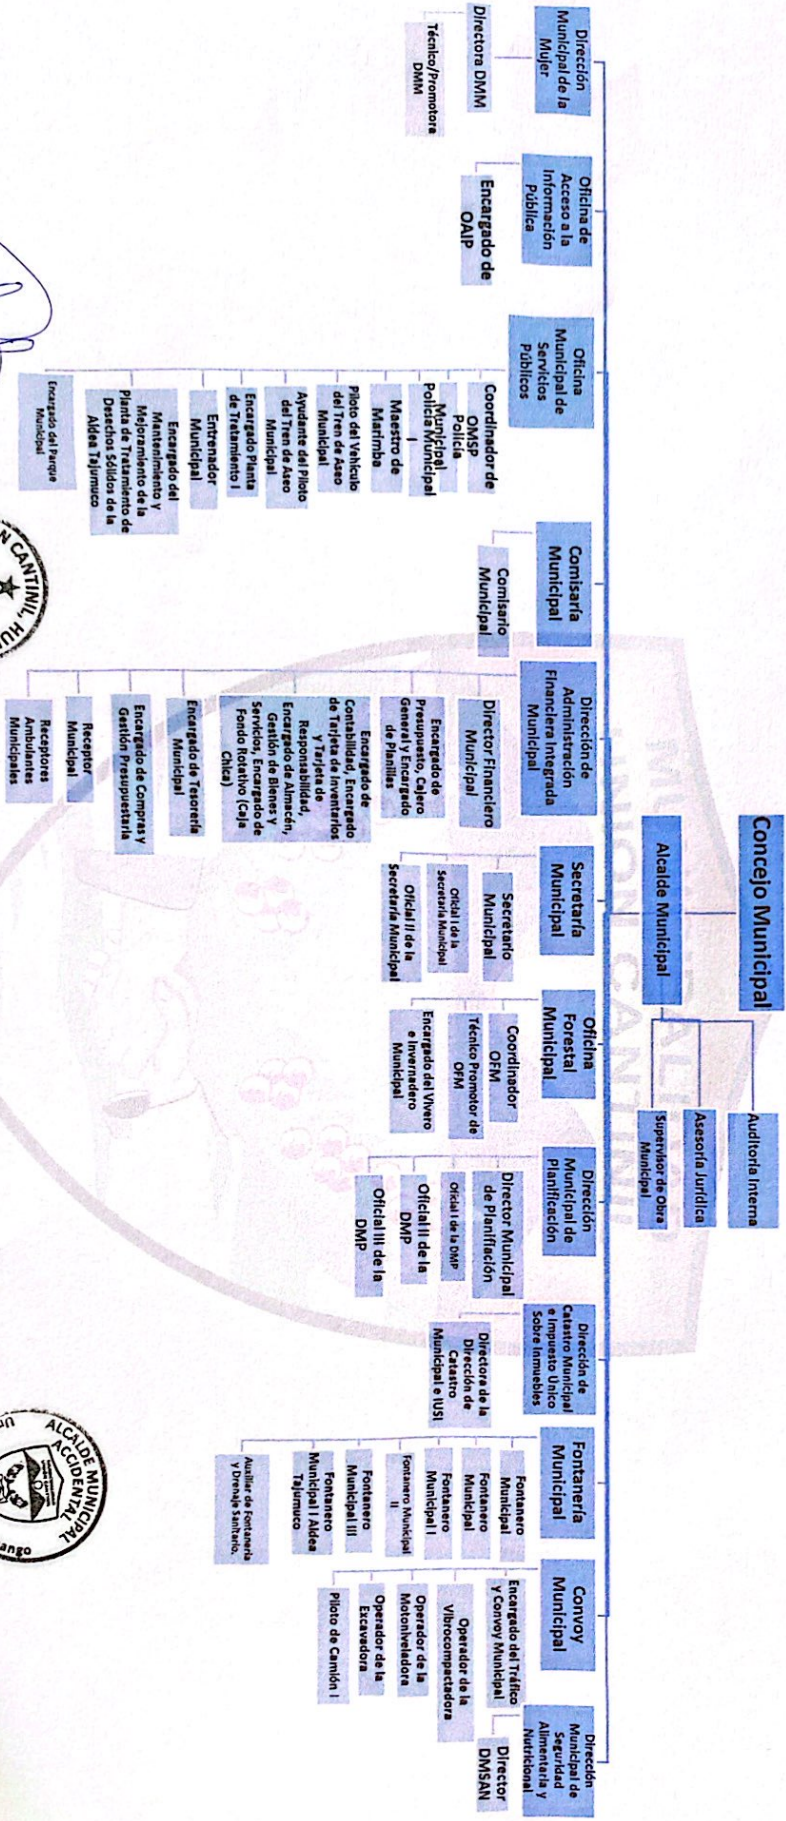 Concejo Municipal
Alcalde Municipal
Auditoría Interna
Asesoría Jurídica
Supervisor de Obra
Municipal
Dirección
Municipal de la
Mujer
Directora DMM
Técnico/Promotora
DMM
Oficina de
Acceso a la
Información
Pública
Encargado de
OAIP
Oficina
Municipal de
Servicios
Públicos
Coordinador de
OMSP
Policía
Municipal
Policía Municipal
I
Maestro de
Marimba
Piloto del Vehículo
del Tren de Aseo
Municipal
Ayudante del Piloto
del Tren de Aseo
Municipal
Encargado Planta
de Tratamiento I
Entrenador
Municipal
Encargado del
Mantenimiento y
Mejoramiento de la
Planta de Tratamiento de
Desechos Sólidos de la
Aldea Tajumuco
Encargado del Parque
Municipal
Comisaría
Municipal
Comisario
Municipal
Dirección de
Administración
Financiera Integrada
Municipal
Director Financiero
Municipal
Encargado de
Presupuesto, Cajero
General y Encargado
de Planillas
Encargado de
Contabilidad, Encargado
de Tarjeta de Inventarios
y Tarjeta de
Responsabilidad,
Encargado de Almacén,
Gestión de Bienes y
Servicios, Encargado de
Fondo Rotativo (Caja
Chica)
Encargado de Tesorería
Municipal
Encargado de Compras y
Gestión Presupuestaria
Receptor
Municipal
Receptores
Ambulantes
Municipales
Secretaría
Municipal
Secretario
Municipal
Oficial I de la
Secretaría Municipal
Oficial II de la
Secretaría Municipal
Oficina
Forestal
Municipal
Coordinador
OFM
Técnico Promotor de
OFM
Encargado del Vivero
e Invernadero
Municipal
Dirección
Municipal de
Planificación
Director Municipal
de Planifiación
Oficial I de la DMP
Oficial II de la
DMP
Oficial III de la
DMP
Dirección de
Catastro Municipal
e Impuesto Único
Sobre Inmuebles
Directora de la
Dirección de
Catastro
Municipal e IUSI
Fontanería
Municipal
Fontanero
Municipal
Fontanero
Municipal
Fontanero
Municipal I
Fontanero Municipal
II
Fontanero
Municipal III
Fontanero
Municipal I Aldea
Tajumuco
Auxiliar de Fontanería
y Drenaje Sanitario.
Convoy
Municipal
Encargado del Tráfico
y Convoy Municipal
Operador de la
Vibrocompactadora
Operador de la
Motoniveladora
Operador de la
Excavadora
Piloto de Camión I
Dirección
Municipal de
Seguridad
Alimentaria y
Nutricional
Director
DMSAN
UNION CANTINIL
N CANTINIL, HU
ALCALDE MUNICIPAL
ACCIDENTAL
ango